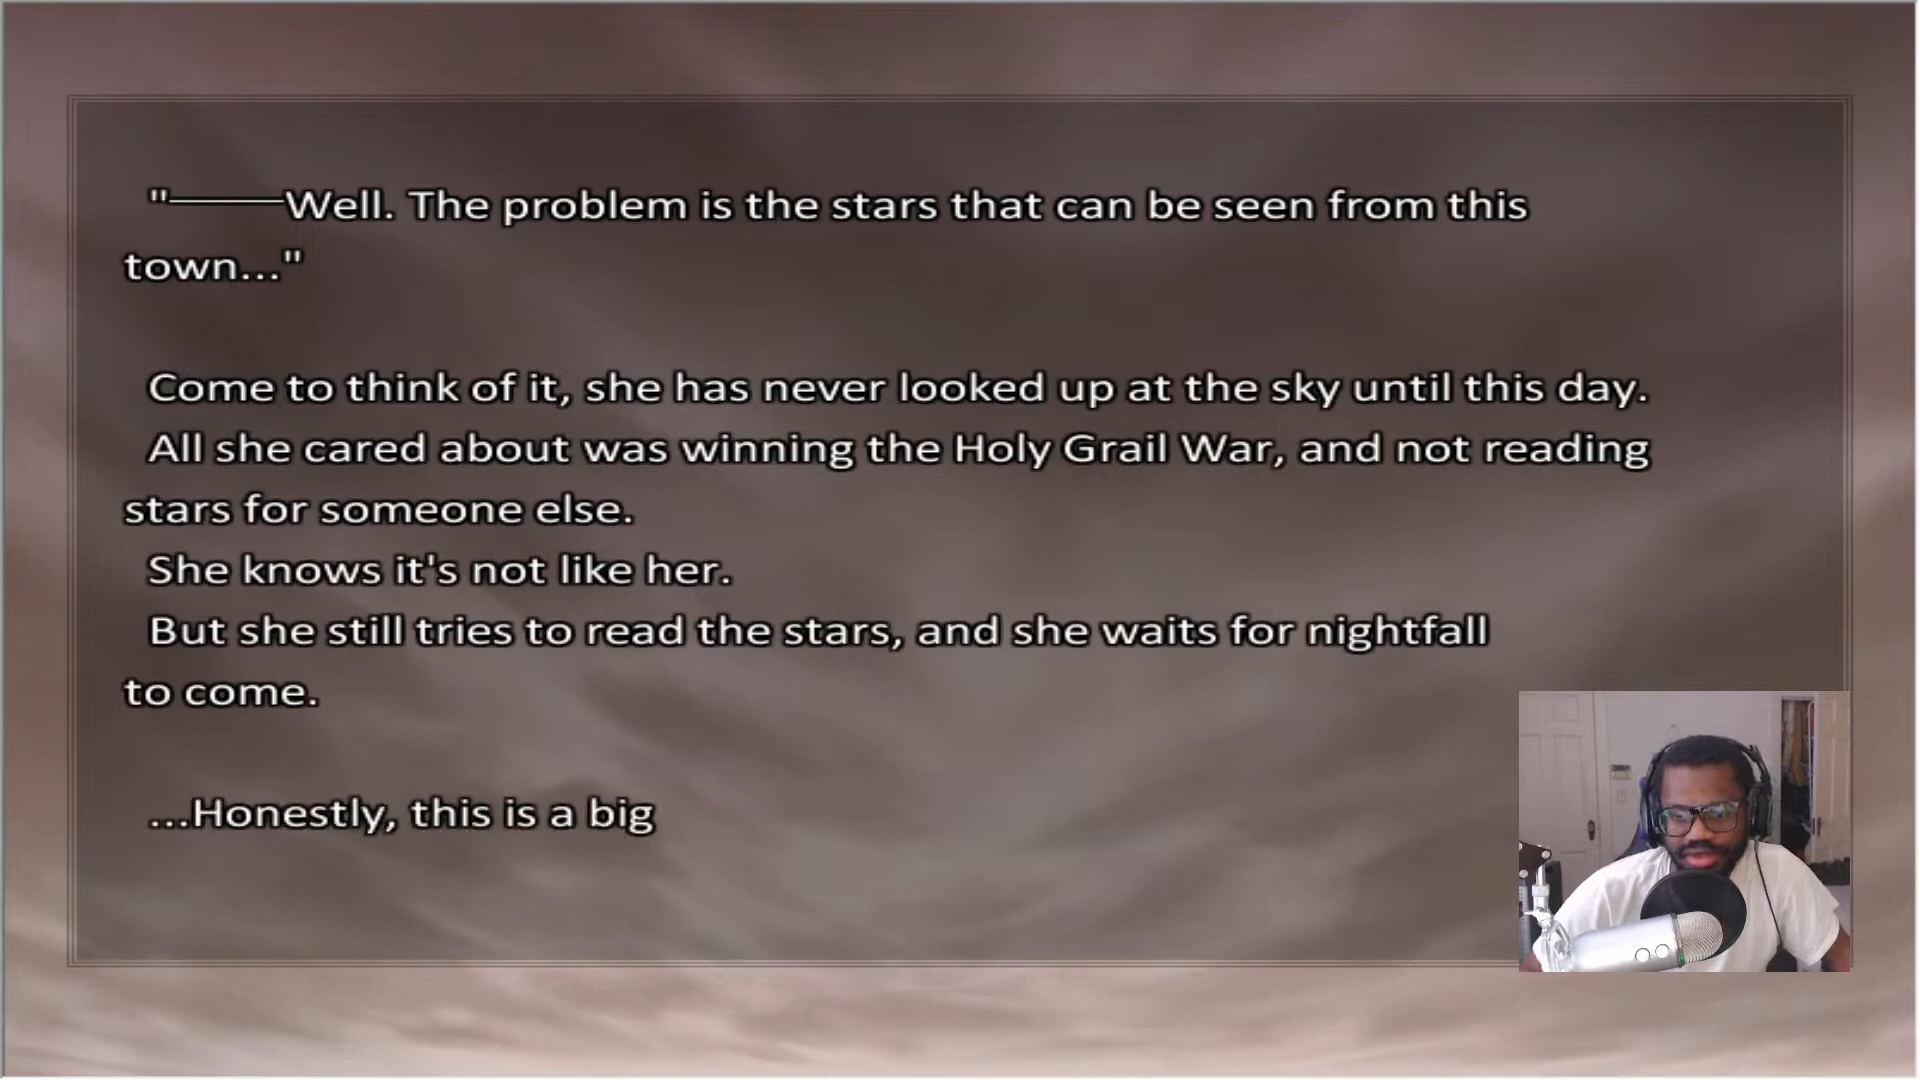 "────Well. The problem is the stars that can be seen from this
town..."
Come to think of it, she has never looked up at the sky until this day.
All she cared about was winning the Holy Grail War, and not reading
stars for someone else.
She knows it's not like her.
But she still tries to read the stars, and she waits for nightfall
to come.
...Honestly, this is a big